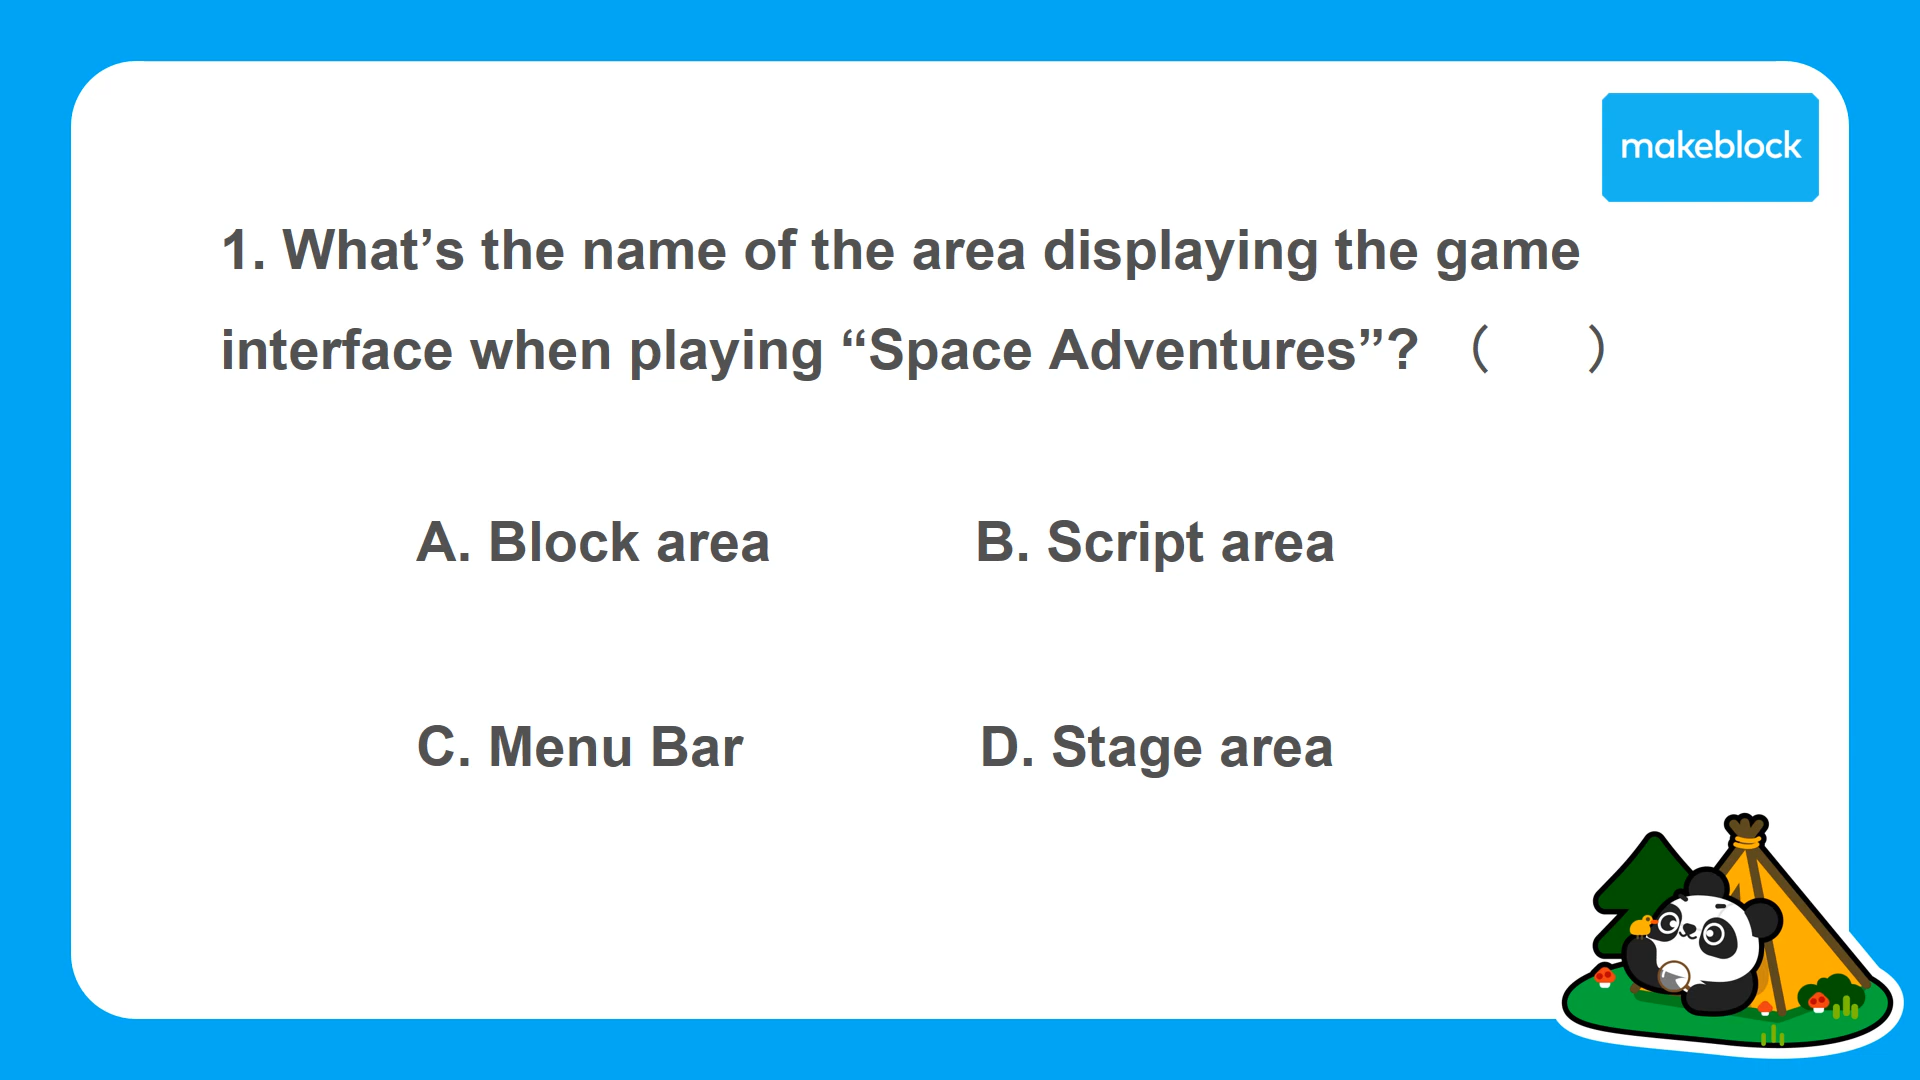 makeblock
1. What’s the name of the area displaying the game
interface when playing “Space Adventures”? （  ）
A. Block area B. Script area
C. Menu Bar D. Stage area